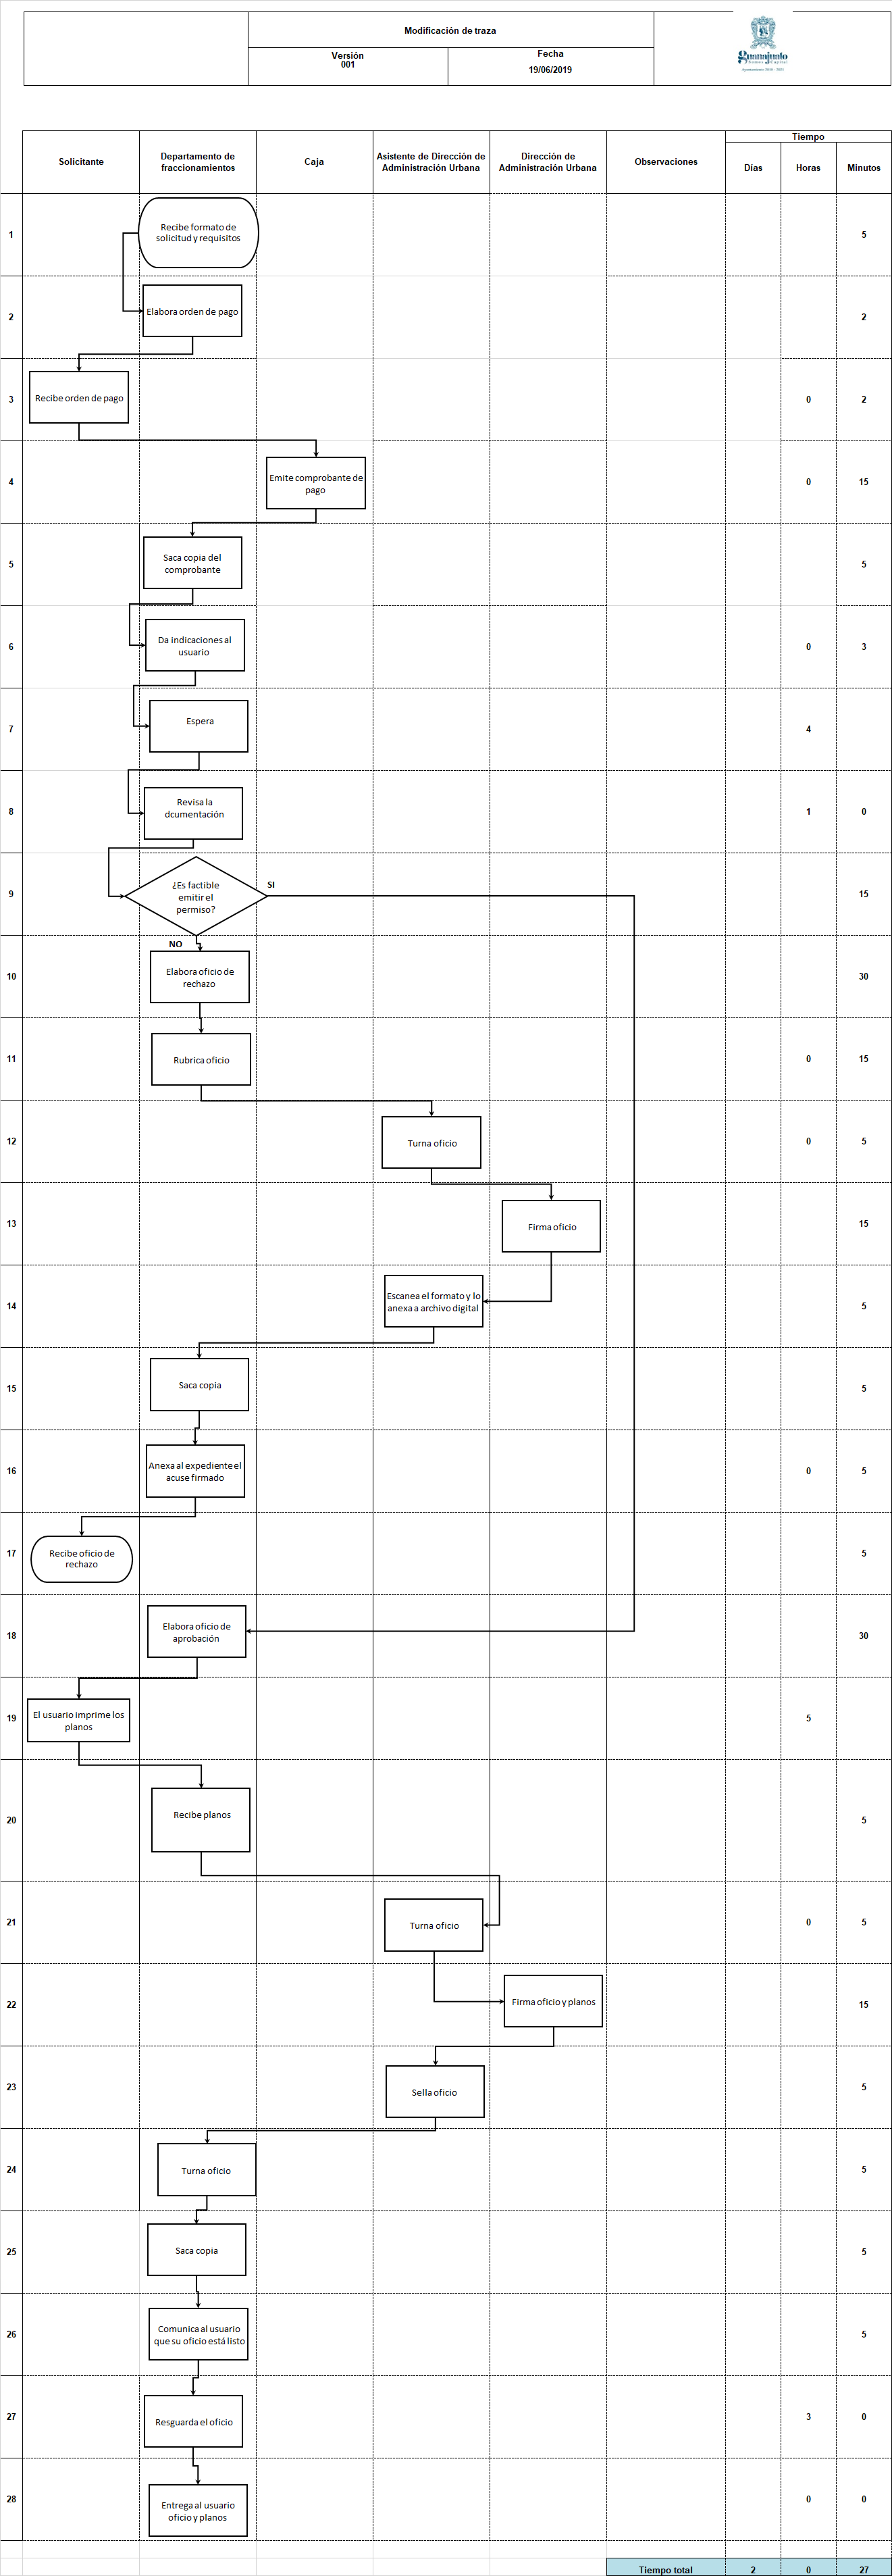 Modificación de traza
Versión
001
Fecha
19/06/2019
Guanajuato
Solicitante
Departamento de
fraccionamientos
Caja
Asistente de Dirección de
Administración Urbana
Dirección de
Administración Urbana
Observaciones
Tiempo
Días
Horas
Minutos
1
Recibe formato de
solicitud y requisitos
5
2
Elabora orden de pago
2
3
Recibe orden de pago
0
2
4
Emite comprobante de
pago
0
15
5
Saca copia del
comprobante
5
6
Da indicaciones al
usuario
0
3
7
Espera
4
8
Revisa la
dcumentación
1
0
9
¿Es factible
emitir el
permiso?
SI
15
NO
10
Elabora oficio de
rechazo
30
11
Rubrica oficio
0
15
12
Turna oficio
0
5
13
Firma oficio
15
14
Escanea el formato y lo
anexa a archivo digital
5
15
Saca copia
5
16
Anexa al expediente el
acuse firmado
0
5
17
Recibe oficio de
rechazo
5
18
Elabora oficio de
aprobación
30
19
El usuario imprime los
planos
5
20
Recibe planos
5
21
Turna oficio
0
5
22
Firma oficio y planos
15
23
Sella oficio
5
24
Turna oficio
5
25
Saca copia
5
26
Comunica al usuario
que su oficio está listo
5
27
Resguarda el oficio
3
0
28
Entrega al usuario
oficio y planos
0
0
Tiempo total
2
0
27